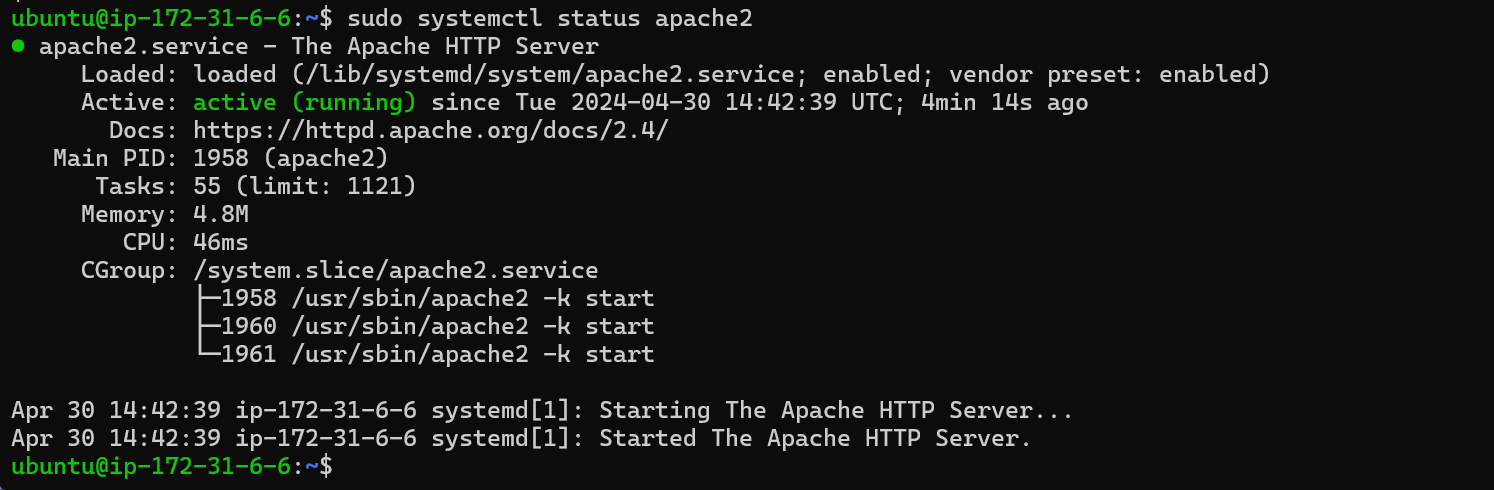 ubuntu@ip-172-31-6-6:~$ sudo systemctl status apache2
● apache2.service - The Apache HTTP Server
     Loaded: loaded (/lib/systemd/system/apache2.service; enabled; vendor preset: enabled)
     Active: active (running) since Tue 2024-04-30 14:42:39 UTC; 4min 14s ago
       Docs: https://httpd.apache.org/docs/2.4/
   Main PID: 1958 (apache2)
      Tasks: 55 (limit: 1121)
     Memory: 4.8M
        CPU: 46ms
     CGroup: /system.slice/apache2.service
             ├─1958 /usr/sbin/apache2 -k start
             ├─1960 /usr/sbin/apache2 -k start
             └─1961 /usr/sbin/apache2 -k start

Apr 30 14:42:39 ip-172-31-6-6 systemd[1]: Starting The Apache HTTP Server...
Apr 30 14:42:39 ip-172-31-6-6 systemd[1]: Started The Apache HTTP Server.
ubuntu@ip-172-31-6-6:~$